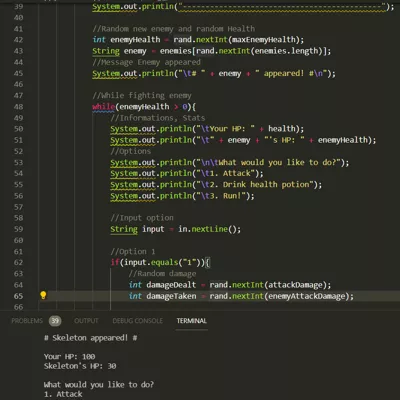 39 System.out.println("-----------------------------------------");
40
41 //Random new enemy and random Health
42 int enemyHealth = rand.nextInt(maxEnemyHealth);
43 String enemy = enemies[rand.nextInt(enemies.length)];
44 //Message Enemy appeared
45 System.out.println("\t# " + enemy + " appeared! #\n");
46
47 //While fighting enemy
48 while(enemyHealth > 0){
49 //Informations, Stats
50 System.out.println("\tYour HP: " + health);
51 System.out.println("\t" + enemy + "'s HP: " + enemyHealth);
52 //Options
53 System.out.println("\n\tWhat would you like to do?");
54 System.out.println("\t1. Attack");
55 System.out.println("\t2. Drink health potion");
56 System.out.println("\t3. Run!");
57
58 //Input option
59 String input = in.nextLine();
60
61 //Option 1
62 if(input.equals("1")){
63 //Random damage
64 int damageDealt = rand.nextInt(attackDamage);
65 int damageTaken = rand.nextInt(enemyAttackDamage);
PROBLEMS 39 OUTPUT DEBUG CONSOLE TERMINAL
# Skeleton appeared! #
Your HP: 100
Skeleton's HP: 30
What would you like to do?
1. Attack